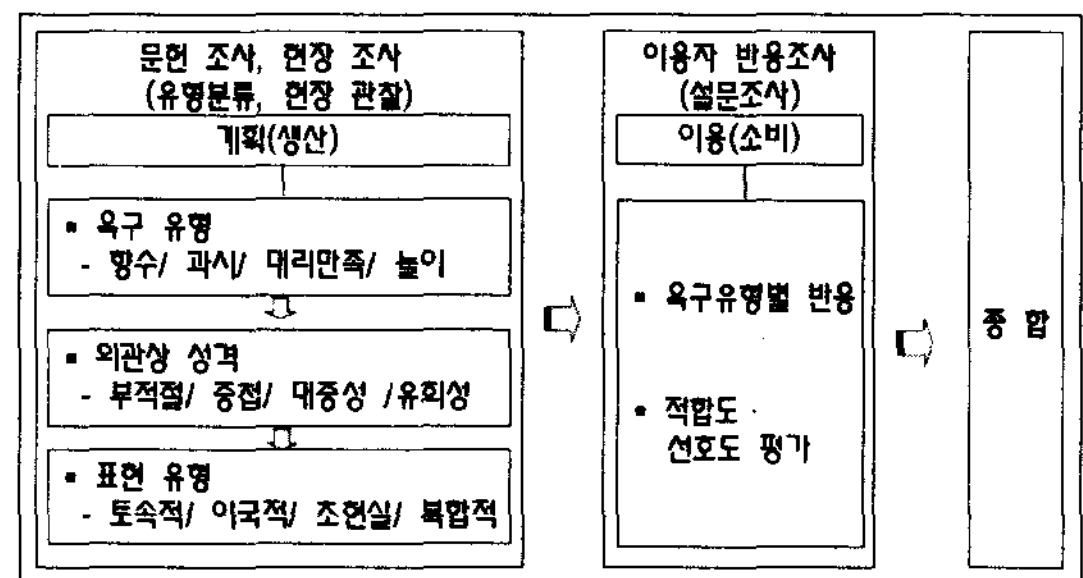 문헌 조사, 현장 조사
(유형분류, 현장 관찰)
계획(생산)
▪ 욕구 유형
- 향수/ 과시/ 대리만족/ 놀이
▪ 외관상 성격
- 부적절/ 중첩/ 대중성 /유희성
▪ 표현 유형
- 토속적/ 이국적/ 초현실/ 복합적
이용자 반응조사
(설문조사)
이용(소비)
▪ 욕구유형별 반응
▪ 적합도
선호도 평가
종 합